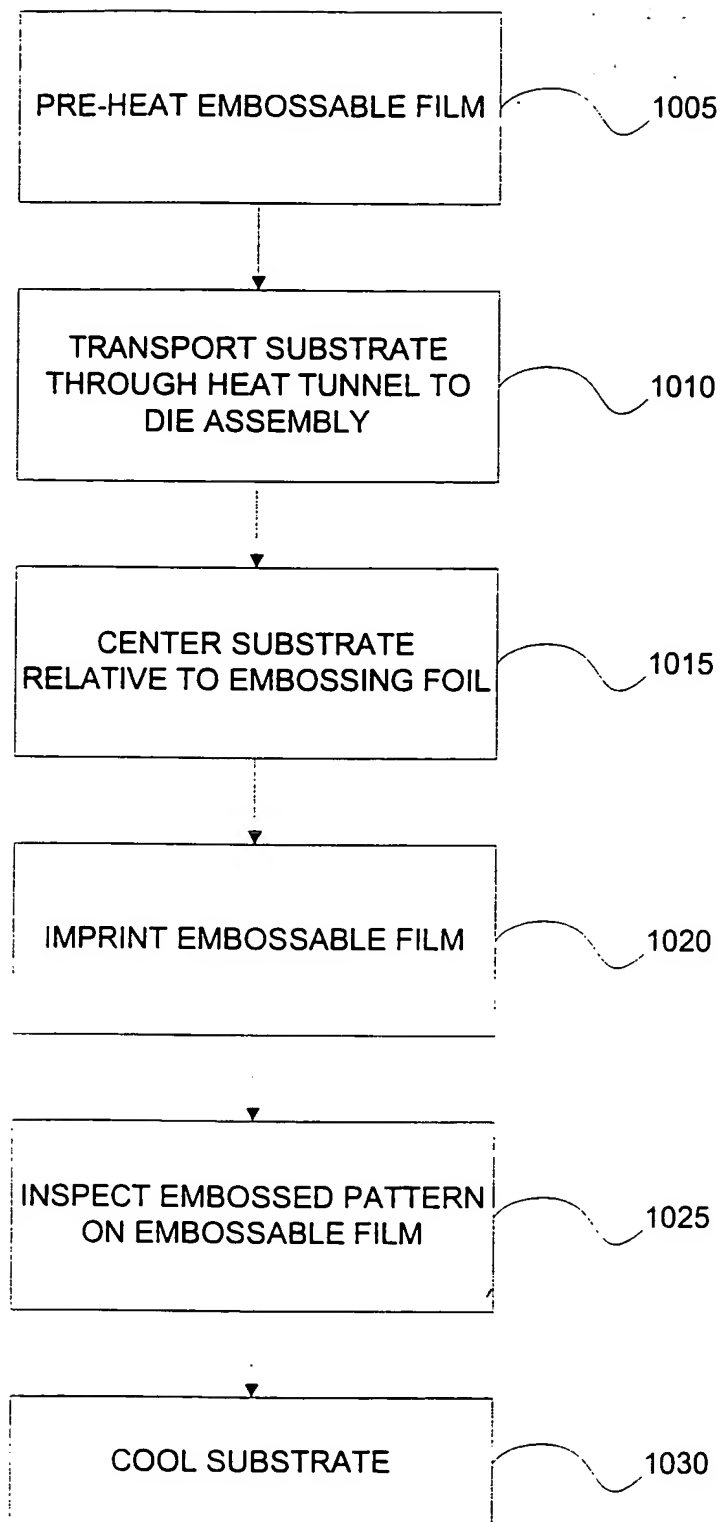 PRE-HEAT EMBOSSABLE FILM
1005
TRANSPORT SUBSTRATE
THROUGH HEAT TUNNEL TO
DIE ASSEMBLY
1010
CENTER SUBSTRATE
RELATIVE TO EMBOSSING FOIL
1015
IMPRINT EMBOSSABLE FILM
1020
INSPECT EMBOSSED PATTERN
ON EMBOSSABLE FILM
1025
COOL SUBSTRATE
1030